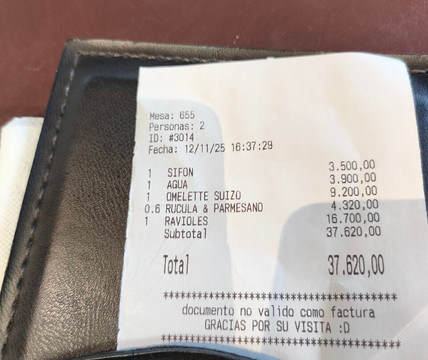 Mesa: 655
Personas: 2
ID: #3014
Fecha: 12/11/25 16:37:29
1 SIFON 3.500,00
1 AGUA 3.900,00
1 OMELETTE SUIZO 9.200,00
0.6 RUCULA & PARMESANO 4.320,00
1 RAVIOLES 16.700,00
Subtotal 37.620,00
Total 37.620,00
****************************************
documento no valido como factura
GRACIAS POR SU VISITA :D
****************************************